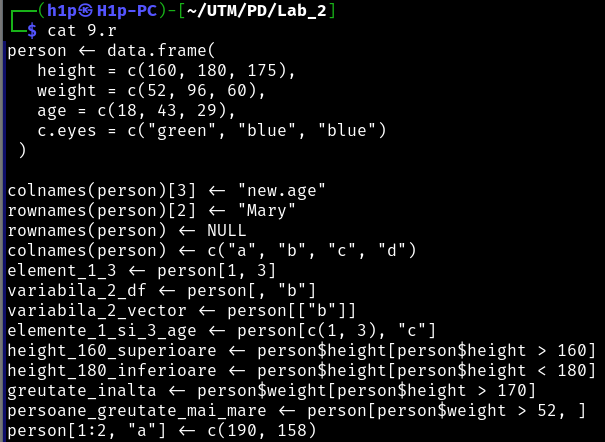 ┌──(h1p㉿H1p-PC)-[~/UTM/PD/Lab_2]
└─$ cat 9.r
person <- data.frame(
   height = c(160, 180, 175),
   weight = c(52, 96, 60),
   age = c(18, 43, 29),
   c.eyes = c("green", "blue", "blue")
 )

colnames(person)[3] <- "new.age"
rownames(person)[2] <- "Mary"
rownames(person) <- NULL
colnames(person) <- c("a", "b", "c", "d")
element_1_3 <- person[1, 3]
variabila_2_df <- person[, "b"]
variabila_2_vector <- person[["b"]]
elemente_1_si_3_age <- person[c(1, 3), "c"]
height_160_superioare <- person$height[person$height > 160]
height_180_inferioare <- person$height[person$height < 180]
greutate_inalta <- person$weight[person$height > 170]
persoane_greutate_mai_mare <- person[person$weight > 52, ]
person[1:2, "a"] <- c(190, 158)